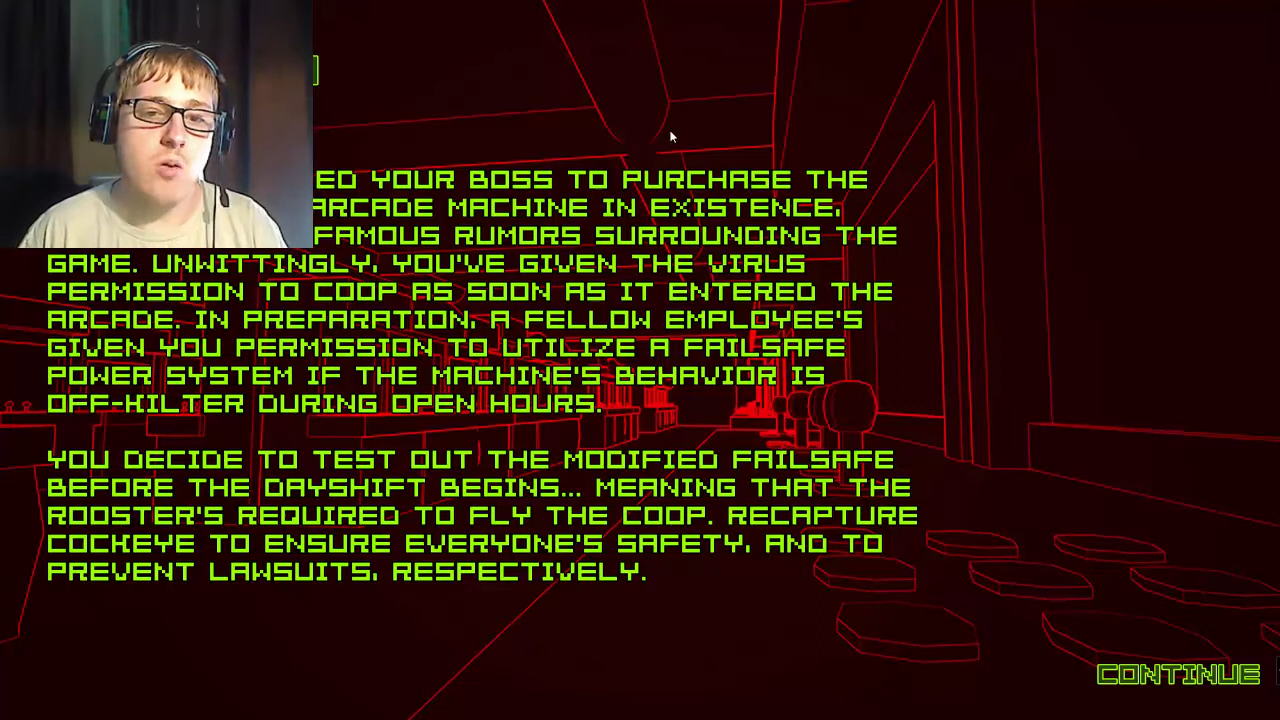 YOUR BOSS TO PURCHASE THE
ARCADE MACHINE IN EXISTENCE,
FAMOUS RUMORS SURROUNDING THE
GAME. UNWITTINGLY, YOU'VE GIVEN THE VIRUS
PERMISSION TO COOP AS SOON AS IT ENTERED THE
ARCADE. IN PREPARATION, A FELLOW EMPLOYEE'S
GIVEN YOU PERMISSION TO UTILIZE A FAILSAFE
POWER SYSTEM IF THE MACHINE'S BEHAVIOR IS
OFF-KILTER DURING OPEN HOURS.
YOU DECIDE TO TEST OUT THE MODIFIED FAILSAFE
BEFORE THE DAYSHIFT BEGINS... MEANING THAT THE
ROOSTER'S REQUIRED TO FLY THE COOP. RECAPTURE
COCKEYE TO ENSURE EVERYONE'S SAFETY, AND TO
PREVENT LAWSUITS, RESPECTIVELY.
CONTINUE